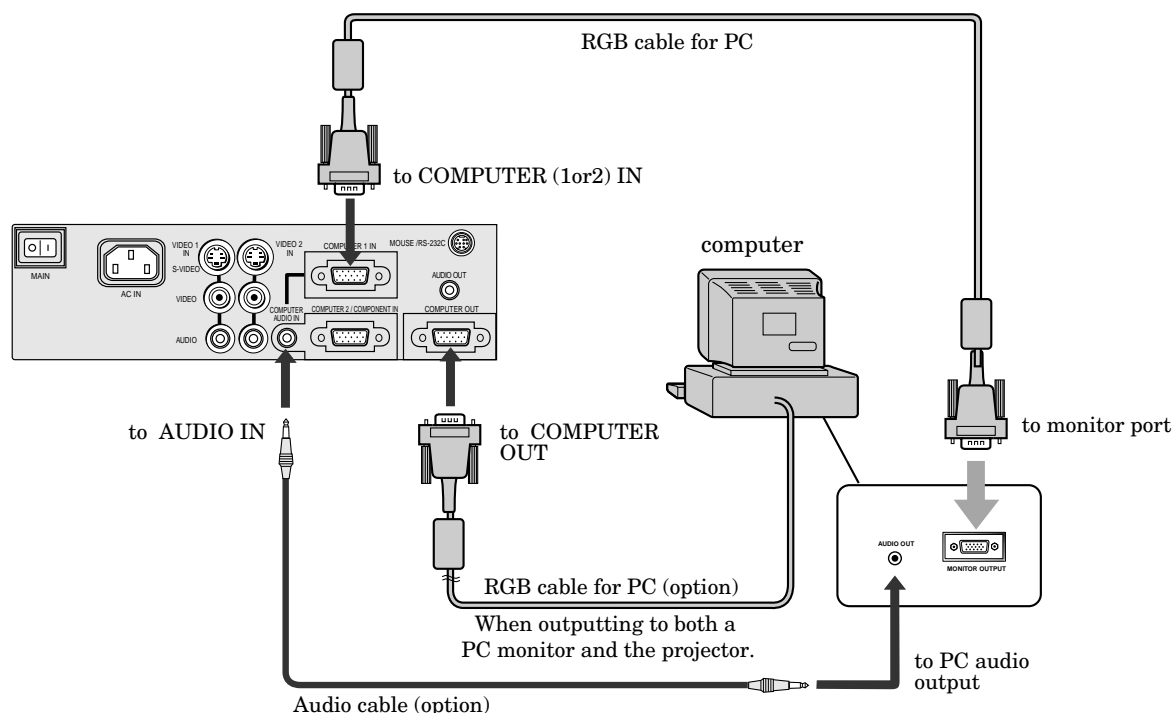 RGB cable for PC
to COMPUTER (1or2) IN
MAIN
AC IN
VIDEO 1
IN
S-VIDEO
VIDEO
AUDIO
VIDEO 2
IN
COMPUTER 1 IN
MOUSE /RS-232C
AUDIO OUT
COMPUTER
AUDIO IN
COMPUTER 2 / COMPONENT IN
COMPUTER OUT
computer
to AUDIO IN
to COMPUTER
OUT
to monitor port
AUDIO OUT
MONITOR OUTPUT
RGB cable for PC (option)
When outputting to both a
PC monitor and the projector.
to PC audio
output
Audio cable (option)